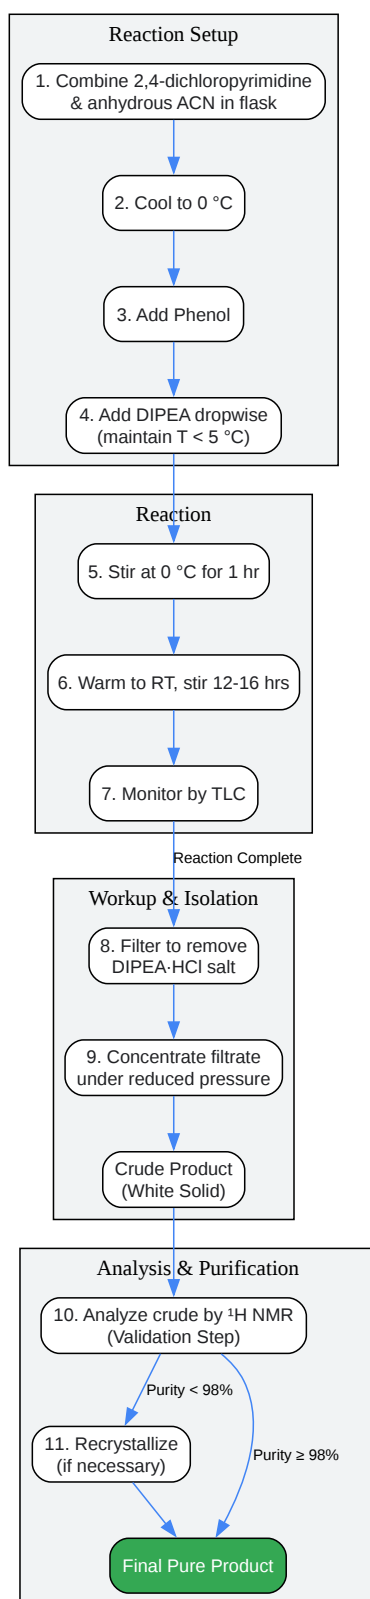 Reaction Setup
1. Combine 2,4-dichloropyrimidine
& anhydrous ACN in flask
2. Cool to 0 °C
3. Add Phenol
4. Add DIPEA dropwise
(maintain T < 5 °C)
Reaction
5. Stir at 0 °C for 1 hr
6. Warm to RT, stir 12-16 hrs
7. Monitor by TLC
Reaction Complete
Workup & Isolation
8. Filter to remove
DIPEA·HCl salt
9. Concentrate filtrate
under reduced pressure
Crude Product
(White Solid)
Analysis & Purification
10. Analyze crude by ¹H NMR
(Validation Step)
Purity < 98%
11. Recrystallize
(if necessary)
Purity ≥ 98%
Final Pure Product